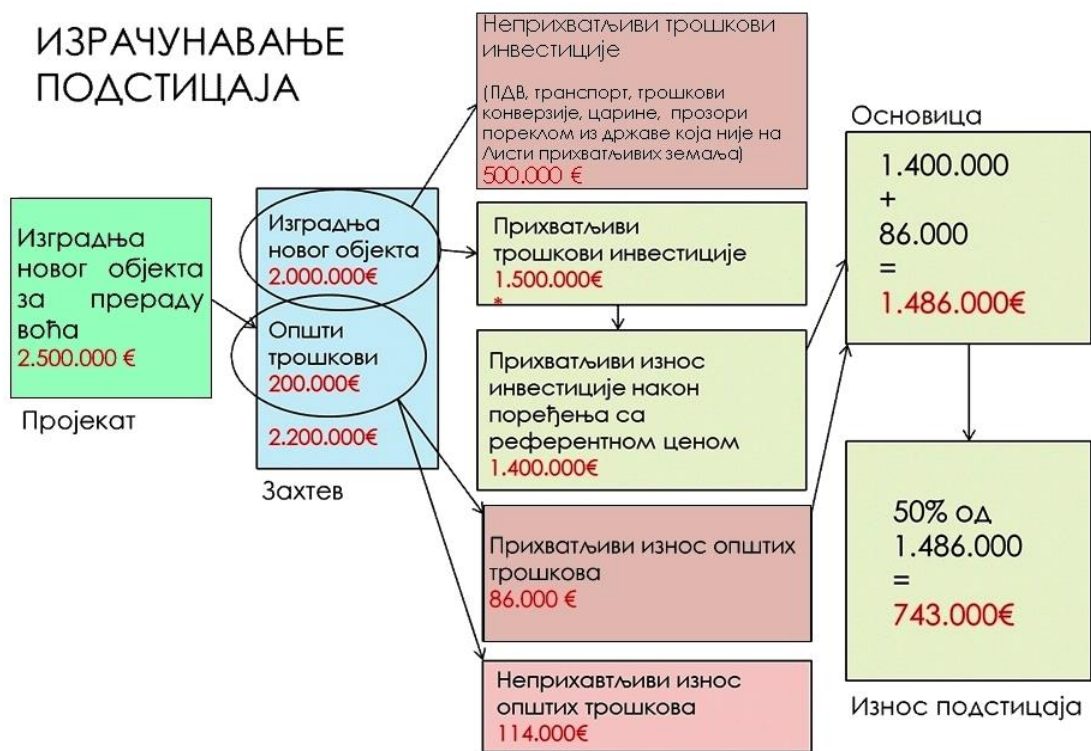 ИЗРАЧУНАВАЊЕ
ПОДСТИЦАЈА
Изградња
новог објекта
за прераду
воћа
2.500.000 €
Пројекат
Изградња
новог објекта
2.000.000€
Општи
трошкови
200.000€
2.200.000€
Захтев
Неприхватљиви трошкови
инвестиције
(ПДВ, транспорт, трошкови
конверзије, царине, прозори
пореклом из државе која није на
Листи прихватљивих земаља)
500.000 €
Прихватљиви
трошкови инвестиције
1.500.000€
*
Прихватљиви износ
инвестиције након
поређења са
референтном ценом
1.400.000€
Прихватљиви износ општих
трошкова
86.000 €
Неприхавтљиви износ
општих трошкова
114.000€
Основица
1.400.000
+
86.000
=
1.486.000€
50% од
1.486.000
=
743.000€
Износ подстицаја